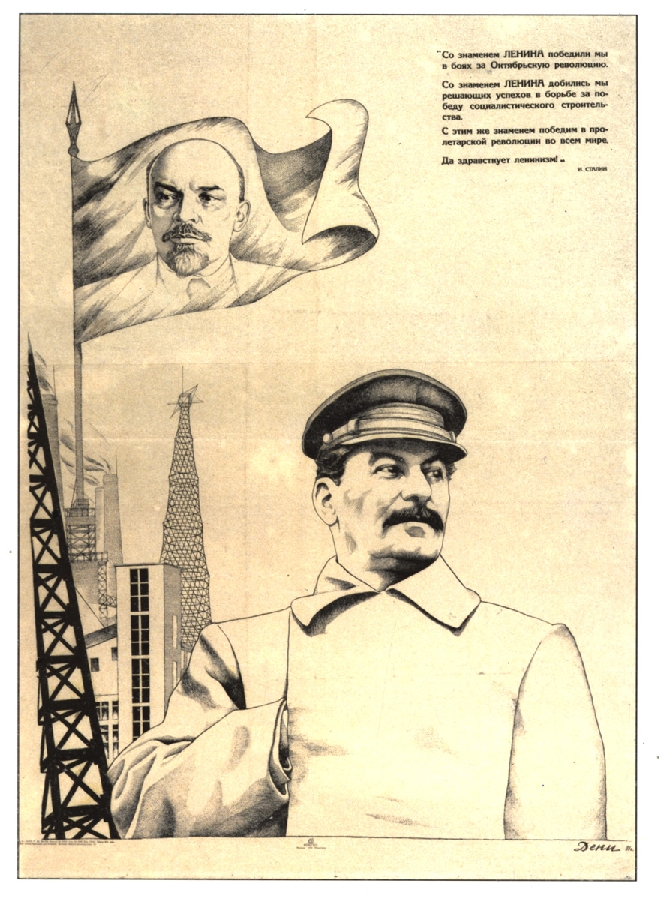 "Со знаменем ЛЕНИНА победили мы
в боях за Октябрьскую революцию.
Со знаменем ЛЕНИНА добились мы
решающих успехов в борьбе за по-
беду социалистического строитель-
ства.
С этим же знаменем победим в про-
летарской революции во всем мире.
Да здравствует ленинизм!"
И. СТАЛИН
Дени